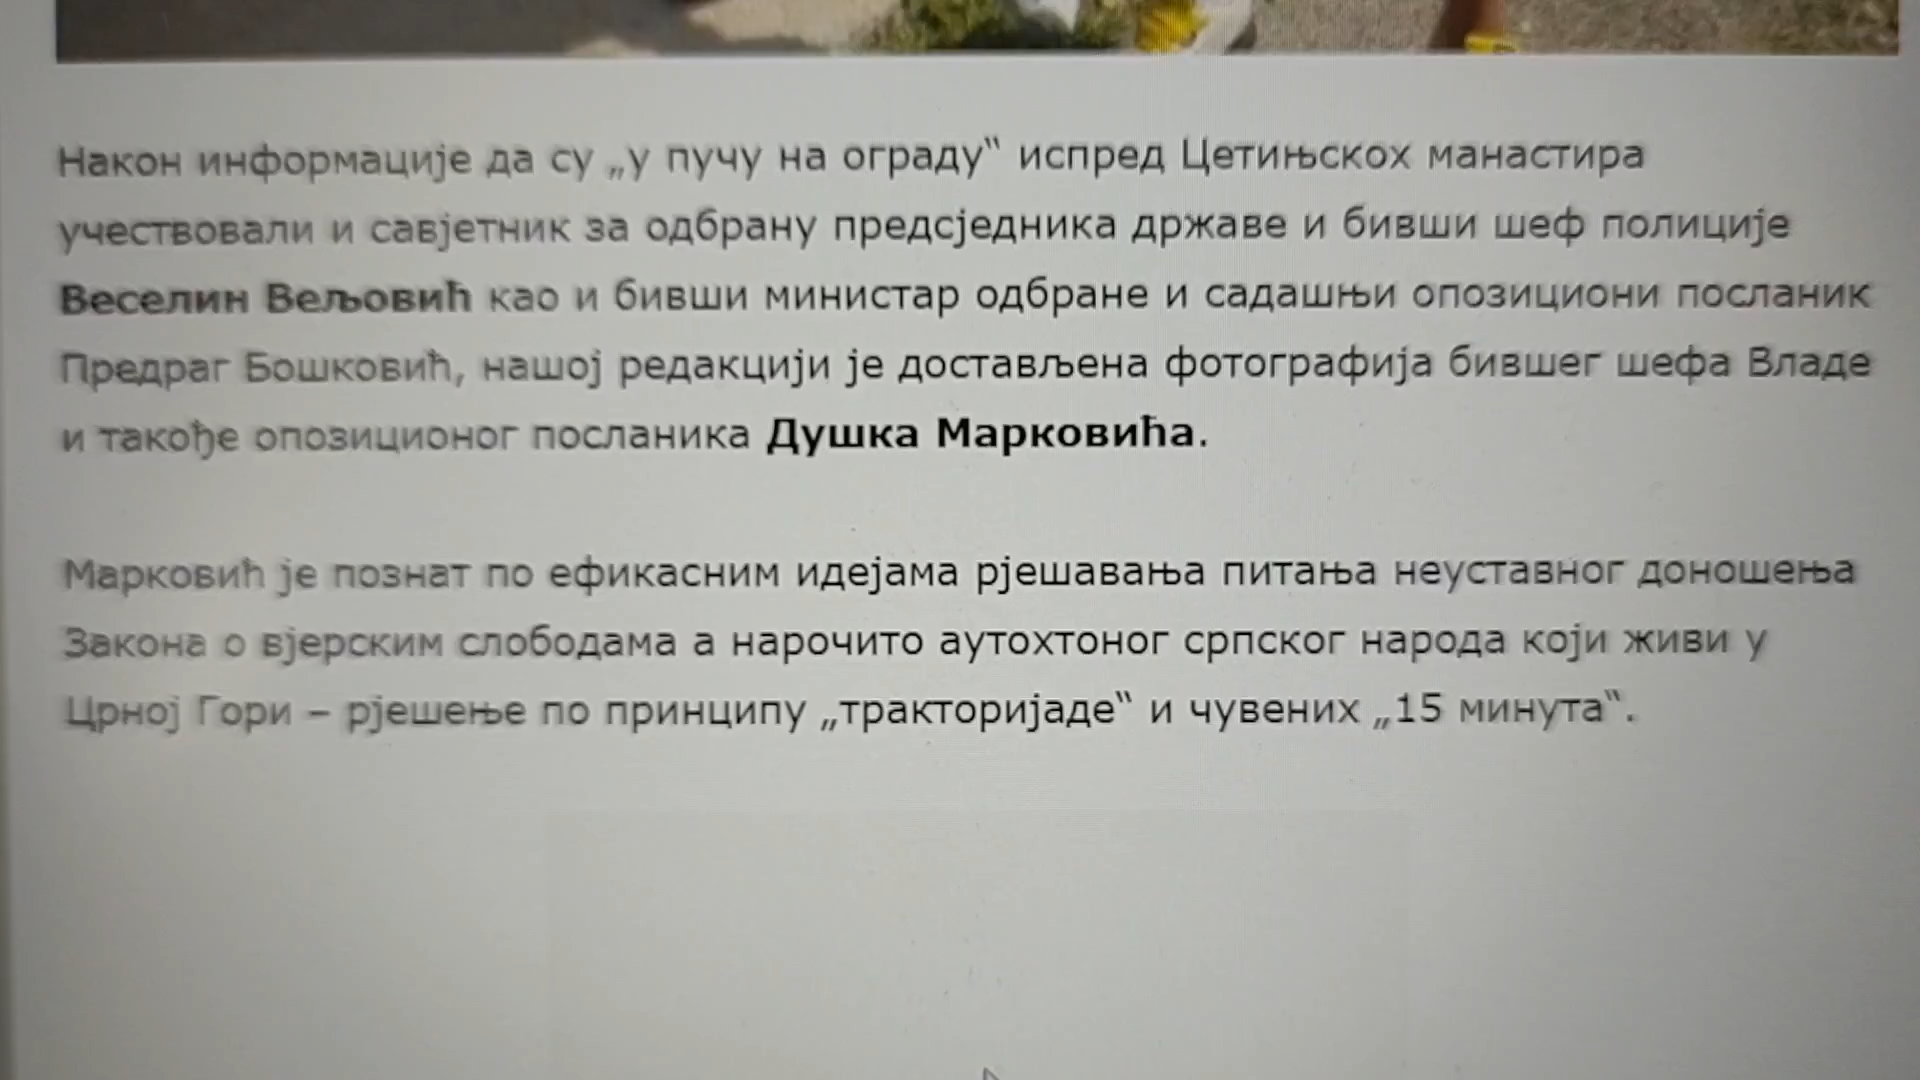 Након информације да су „у пучу на ограду“ испред Цетињскох манастира
учествовали и савјетник за одбрану предсједника државе и бивши шеф полиције
Веселин Вељовић као и бивши министар одбране и садашњи опозициони посланик
Предраг Бошковић, нашој редакцији је достављена фотографија бившег шефа Владе
и такође опозиционог посланика Душка Марковића.
Марковић је познат по ефикасним идејама рјешавања питања неуставног доношења
Закона о вјерским слободама а нарочито аутохтоног српског народа који живи у
Црној Гори – рјешење по принципу „тракторијаде“ и чувених „15 минута“.